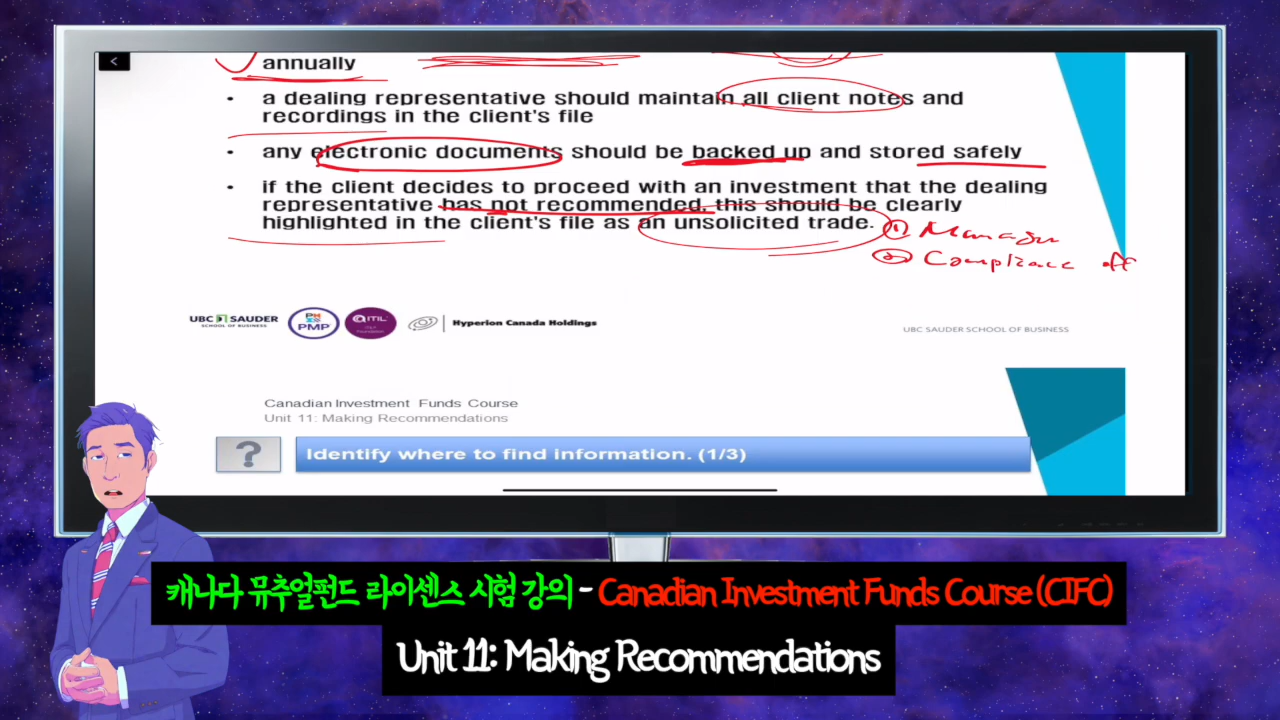 annually
• a dealing representative should maintain all client notes and
recordings in the client's file
• any electronic documents should be backed up and stored safely
• if the client decides to proceed with an investment that the dealing
representative has not recommended, this should be clearly
highlighted in the client's file as an unsolicited trade.
① Manager
② Compliance off
UBC SAUDER
SCHOOL OF BUSINESS
PMP
ITIL
Foundation
Hyperion Canada Holdings
UBC SAUDER SCHOOL OF BUSINESS
Canadian Investment Funds Course
Unit 11: Making Recommendations
?
Identify where to find information. (1/3)
캐나다 뮤추얼펀드 라이센스 시험 강의 - Canadian Investment Funds Course (CIFC)
Unit 11: Making Recommendations